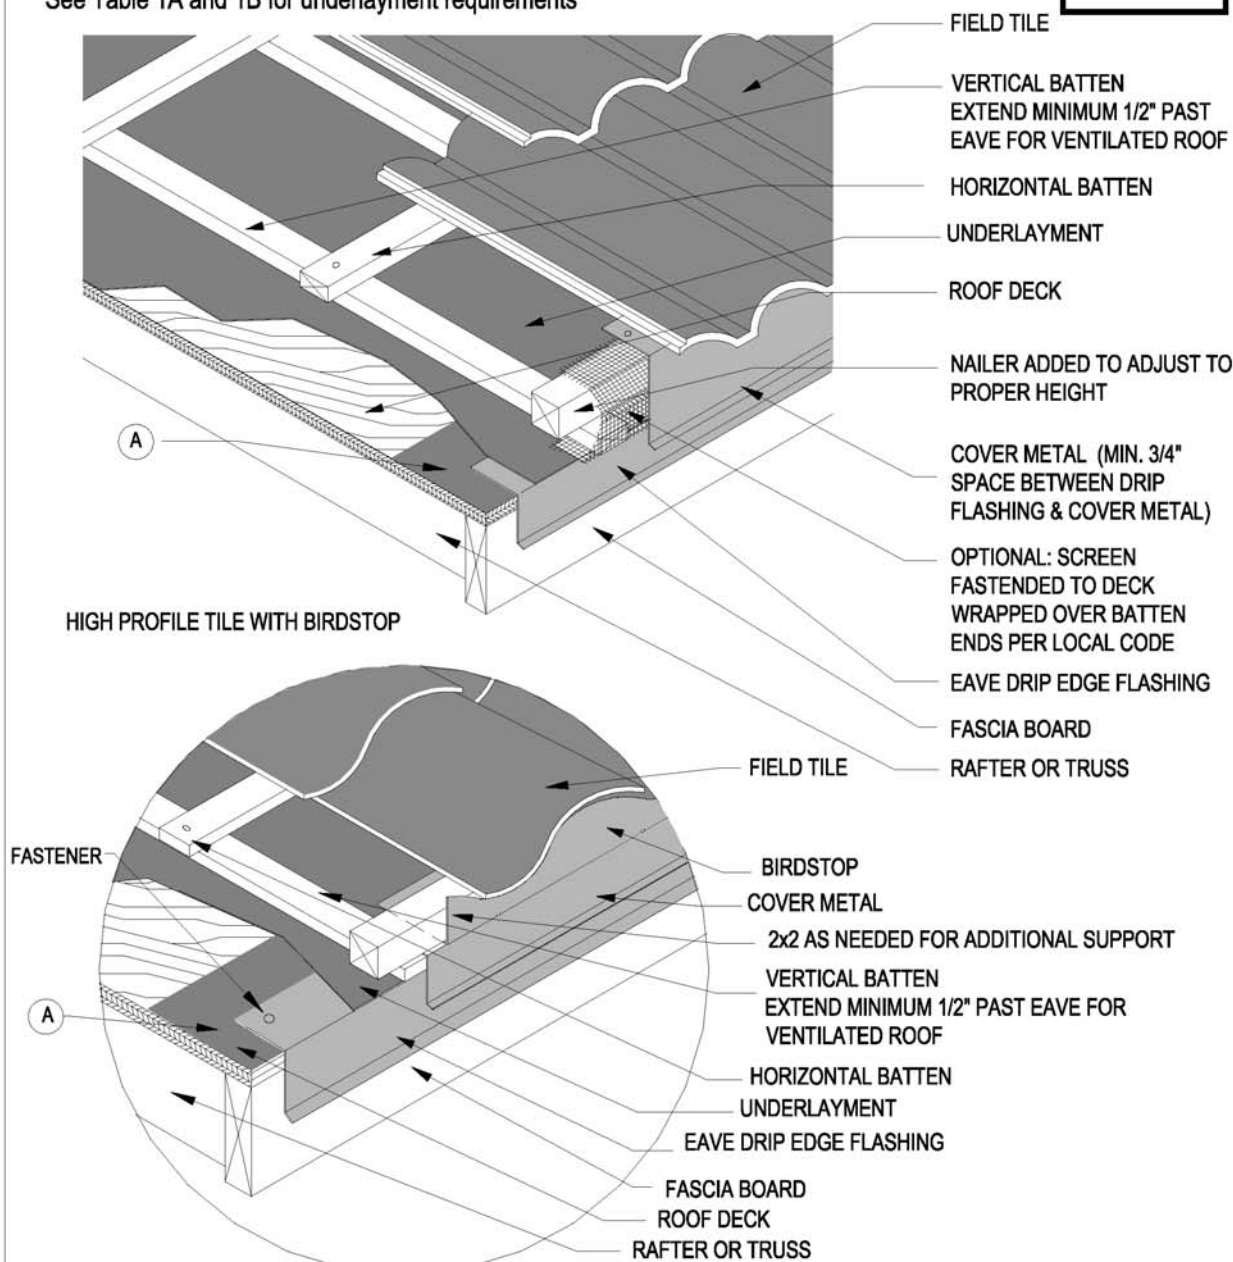 See Table 1A and 1B for underlayment requirements
FIELD TILE
VERTICAL BATTEN
EXTEND MINIMUM 1/2" PAST
EAVE FOR VENTILATED ROOF
HORIZONTAL BATTEN
UNDERLAYMENT
ROOF DECK
NAILER ADDED TO ADJUST TO
PROPER HEIGHT
A
COVER METAL (MIN. 3/4"
SPACE BETWEEN DRIP
FLASHING & COVER METAL)
OPTIONAL: SCREEN
FASTENDED TO DECK
WRAPPED OVER BATTEN
ENDS PER LOCAL CODE
EAVE DRIP EDGE FLASHING
FASCIA BOARD
RAFTER OR TRUSS
HIGH PROFILE TILE WITH BIRDSTOP
FIELD TILE
FASTENER
BIRDSTOP
COVER METAL
2x2 AS NEEDED FOR ADDITIONAL SUPPORT
VERTICAL BATTEN
EXTEND MINIMUM 1/2" PAST EAVE FOR
VENTILATED ROOF
A
HORIZONTAL BATTEN
UNDERLAYMENT
EAVE DRIP EDGE FLASHING
FASCIA BOARD
ROOF DECK
RAFTER OR TRUSS